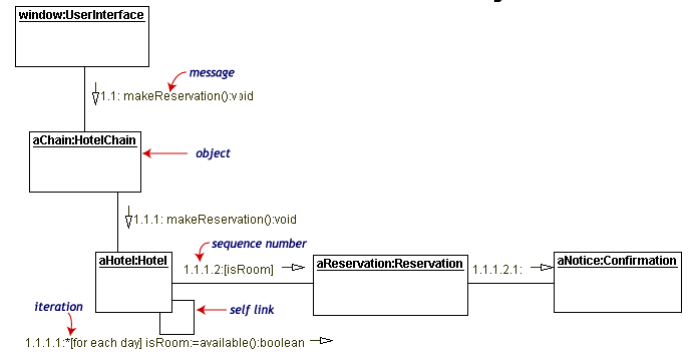 window:UserInterface
message
1.1: makeReservation():void
aChain:HotelChain
object
1.1.1: makeReservation():void
sequence number
aHotel:Hotel
1.1.1.2:[isRoom]
aReservation:Reservation
1.1.1.2.1:
aNotice:Confirmation
iteration
self link
1.1.1.1:*[for each day] isRoom:=available():boolean